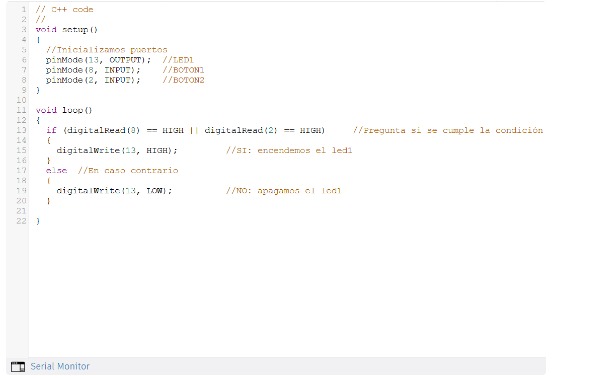 1 // C++ code
2 //
3 void setup()
4 {
5 //Inicializamos puertos
6 pinMode(13, OUTPUT); //LED1
7 pinMode(8, INPUT); //BOTON1
8 pinMode(2, INPUT); //BOTON2
9 }
10
11 void loop()
12 {
13 if (digitalRead(8) == HIGH || digitalRead(2) == HIGH) //Pregunta si se cumple la condición
14 {
15 digitalWrite(13, HIGH); //SI: encendemos el led1
16 }
17 else //En caso contrario
18 {
19 digitalWrite(13, LOW); //NO: apagamos el led1
20 }
21
22 }
Serial Monitor